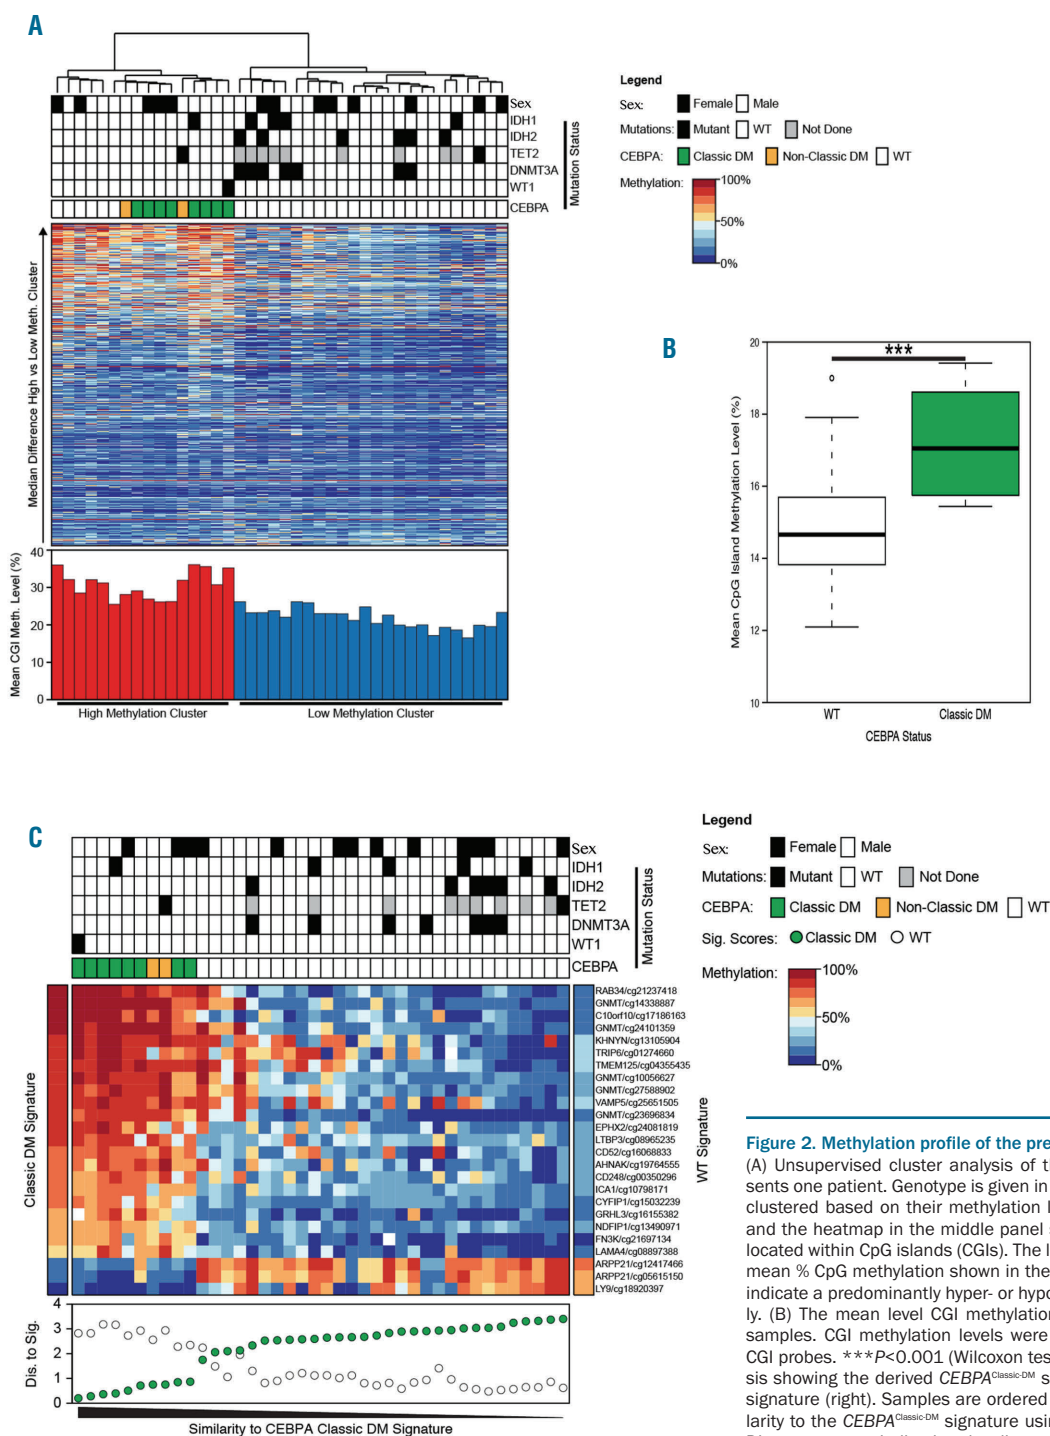 A
Sex
IDH1
IDH2
TET2
DNMT3A
WT1
CEBPA
Mutation Status
Legend
Sex: Female Male
Mutations: Mutant WT Not Done
CEBPA: Classic DM Non-Classic DM WT
Methylation: 100%
50%
0%
Median Difference High vs Low Meth. Cluster
Mean CGI Meth. Level (%)
40
30
20
10
0
High Methylation Cluster
Low Methylation Cluster
B
Mean CpG Island Methylation Level (%)
20
18
16
14
12
10
***
WT
Classic DM
CEBPA Status
C
Sex
IDH1
IDH2
TET2
DNMT3A
WT1
CEBPA
Mutation Status
Legend
Sex: Female Male
Mutations: Mutant WT Not Done
CEBPA: Classic DM Non-Classic DM WT
Sig. Scores: Classic DM WT
Methylation: 100%
50%
0%
Classic DM Signature
RAB34/cg21237418
GNMT/cg14338887
C10orf10/cg17186163
GNMT/cg24101359
KHNYN/cg13105904
TRIP6/cg01274660
TMEM125/cg04355435
GNMT/cg10056627
GNMT/cg27588902
VAMP5/cg25651505
GNMT/cg23696834
EPHX2/cg24081819
LTBP3/cg08965235
CD52/cg16068833
AHNAK/cg19764555
CD248/cg00350296
ICA1/cg10798171
CYFIP1/cg15032239
GRHL3/cg16155382
NDFIP1/cg13490971
FN3K/cg21697134
LAMA4/cg08897388
ARPP21/cg12417466
ARPP21/cg05615150
LY9/cg18920397
WT Signature
Dis. to Sig.
4
3
2
1
0
Similarity to CEBPA Classic DM Signature
Figure 2. Methylation profile of the pre
(A) Unsupervised cluster analysis of t
sents one patient. Genotype is given in
clustered based on their methylation l
and the heatmap in the middle panel s
located within CpG islands (CGIs). The l
mean % CpG methylation shown in the
indicate a predominantly hyper- or hypo
ly. (B) The mean level CGI methylation
samples. CGI methylation levels were
CGI probes. ***P<0.001 (Wilcoxon tes
sis showing the derived CEBPAClassic-DM s
signature (right). Samples are ordered
larity to the CEBPAClassic-DM signature usin